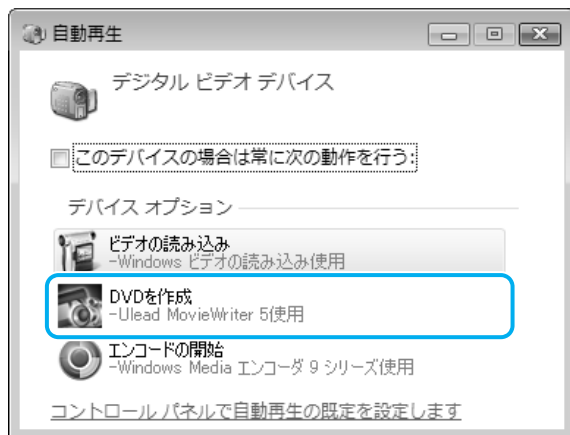 自動再生
デジタル ビデオ デバイス
このデバイスの場合は常に次の動作を行う:
デバイス オプション
ビデオの読み込み
-Windows ビデオの読み込み使用
DVDを作成
-Ulead MovieWriter 5使用
エンコードの開始
-Windows Media エンコーダ 9 シリーズ使用
コントロール パネルで自動再生の既定を設定します